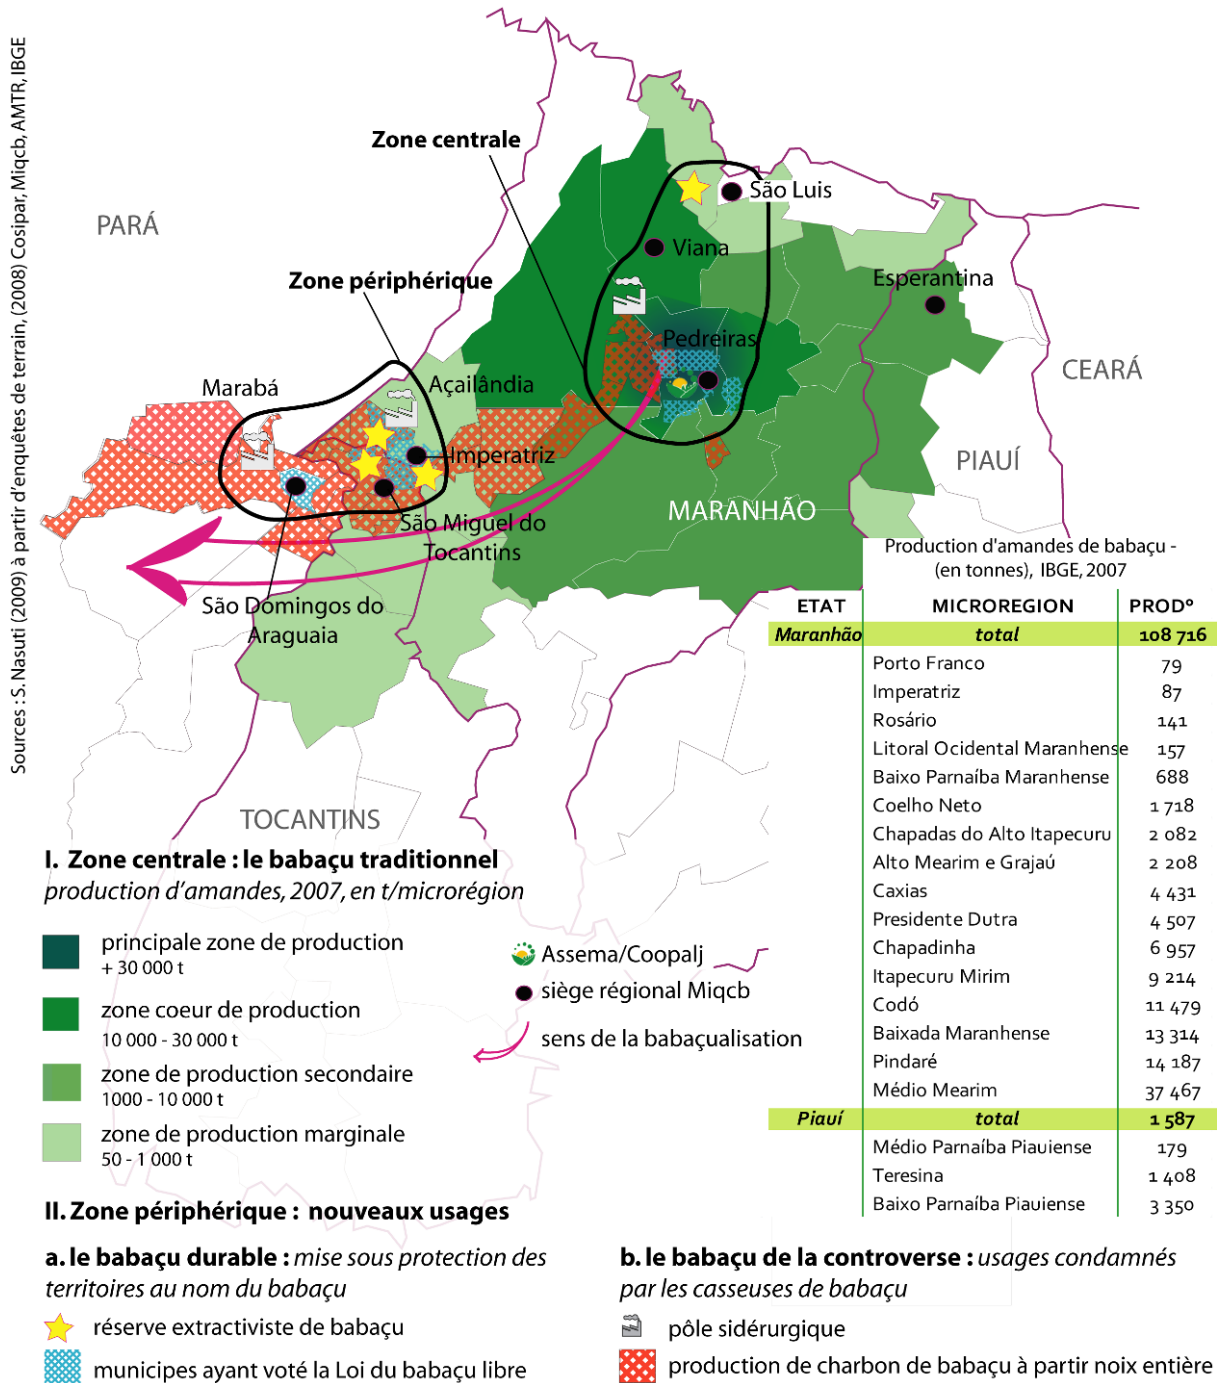 Sources : S. Nasuti (2009) à partir d'enquêtes de terrain, (2008) Cosipar, Miqcb, AMTR, IBGE
Zone centrale
São Luis
PARÁ
Viana
Zone périphérique
Esperantina
Pedreiras
CEARÁ
Marabá
Açailândia
Imperatriz
PIAUÍ
MARANHÃO
São Miguel do
Tocantins
São Domingos do
Araguaia
TOCANTINS
Production d'amandes de babaçu -
(en tonnes), IBGE, 2007
ETAT MICROREGION PRODº
Maranhão total 108 716
Porto Franco 79
Imperatriz 87
Rosário 141
Litoral Ocidental Maranhense 157
Baixo Parnaíba Maranhense 688
Coelho Neto 1 718
Chapadas do Alto Itapecuru 2 082
Alto Mearim e Grajaú 2 208
Caxias 4 431
Presidente Dutra 4 507
Chapadinha 6 957
Itapecuru Mirim 9 214
Codó 11 479
Baixada Maranhense 13 314
Pindaré 14 187
Médio Mearim 37 467
Piauí total 1 587
Médio Parnaíba Piauiense 179
Teresina 1 408
Baixo Parnaíba Piauiense 3 350
I. Zone centrale : le babaçu traditionnel
production d'amandes, 2007, en t/microrégion
principale zone de production
+ 30 000 t
zone coeur de production
10 000 - 30 000 t
zone de production secondaire
1000 - 10 000 t
zone de production marginale
50 - 1 000 t
Assema/Coopalj
siège régional Miqcb
sens de la babaçualisation
II. Zone périphérique : nouveaux usages
a. le babaçu durable : mise sous protection des
territoires au nom du babaçu
réserve extractiviste de babaçu
municipes ayant voté la Loi du babaçu libre
b. le babaçu de la controverse : usages condamnés
par les casseuses de babaçu
pôle sidérurgique
production de charbon de babaçu à partir noix entière